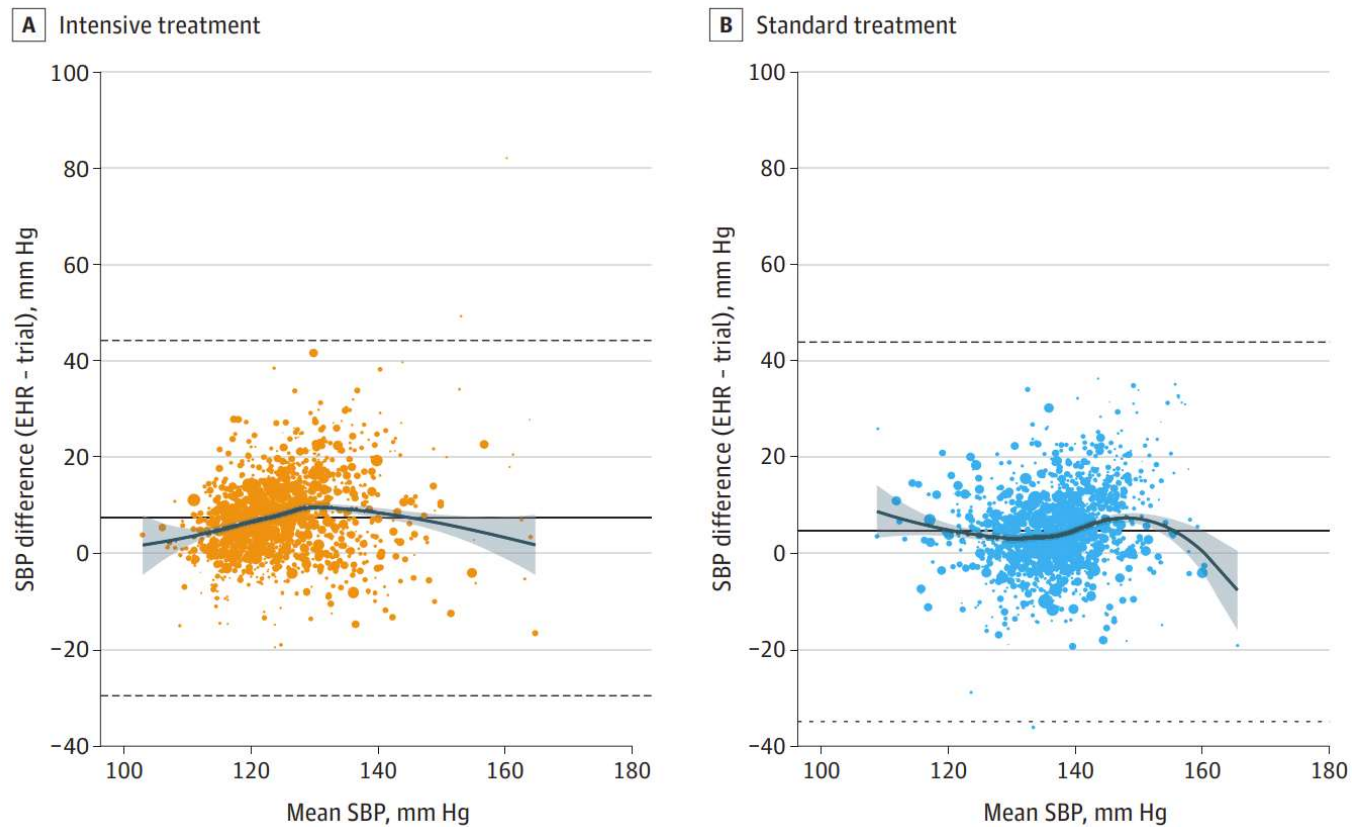 A Intensive treatment
100
80
60
40
20
0
−20
−40
SBP difference (EHR – trial), mm Hg
100 120 140 160 180
Mean SBP, mm Hg
B Standard treatment
100
80
60
40
20
0
−20
−40
SBP difference (EHR – trial), mm Hg
100 120 140 160 180
Mean SBP, mm Hg